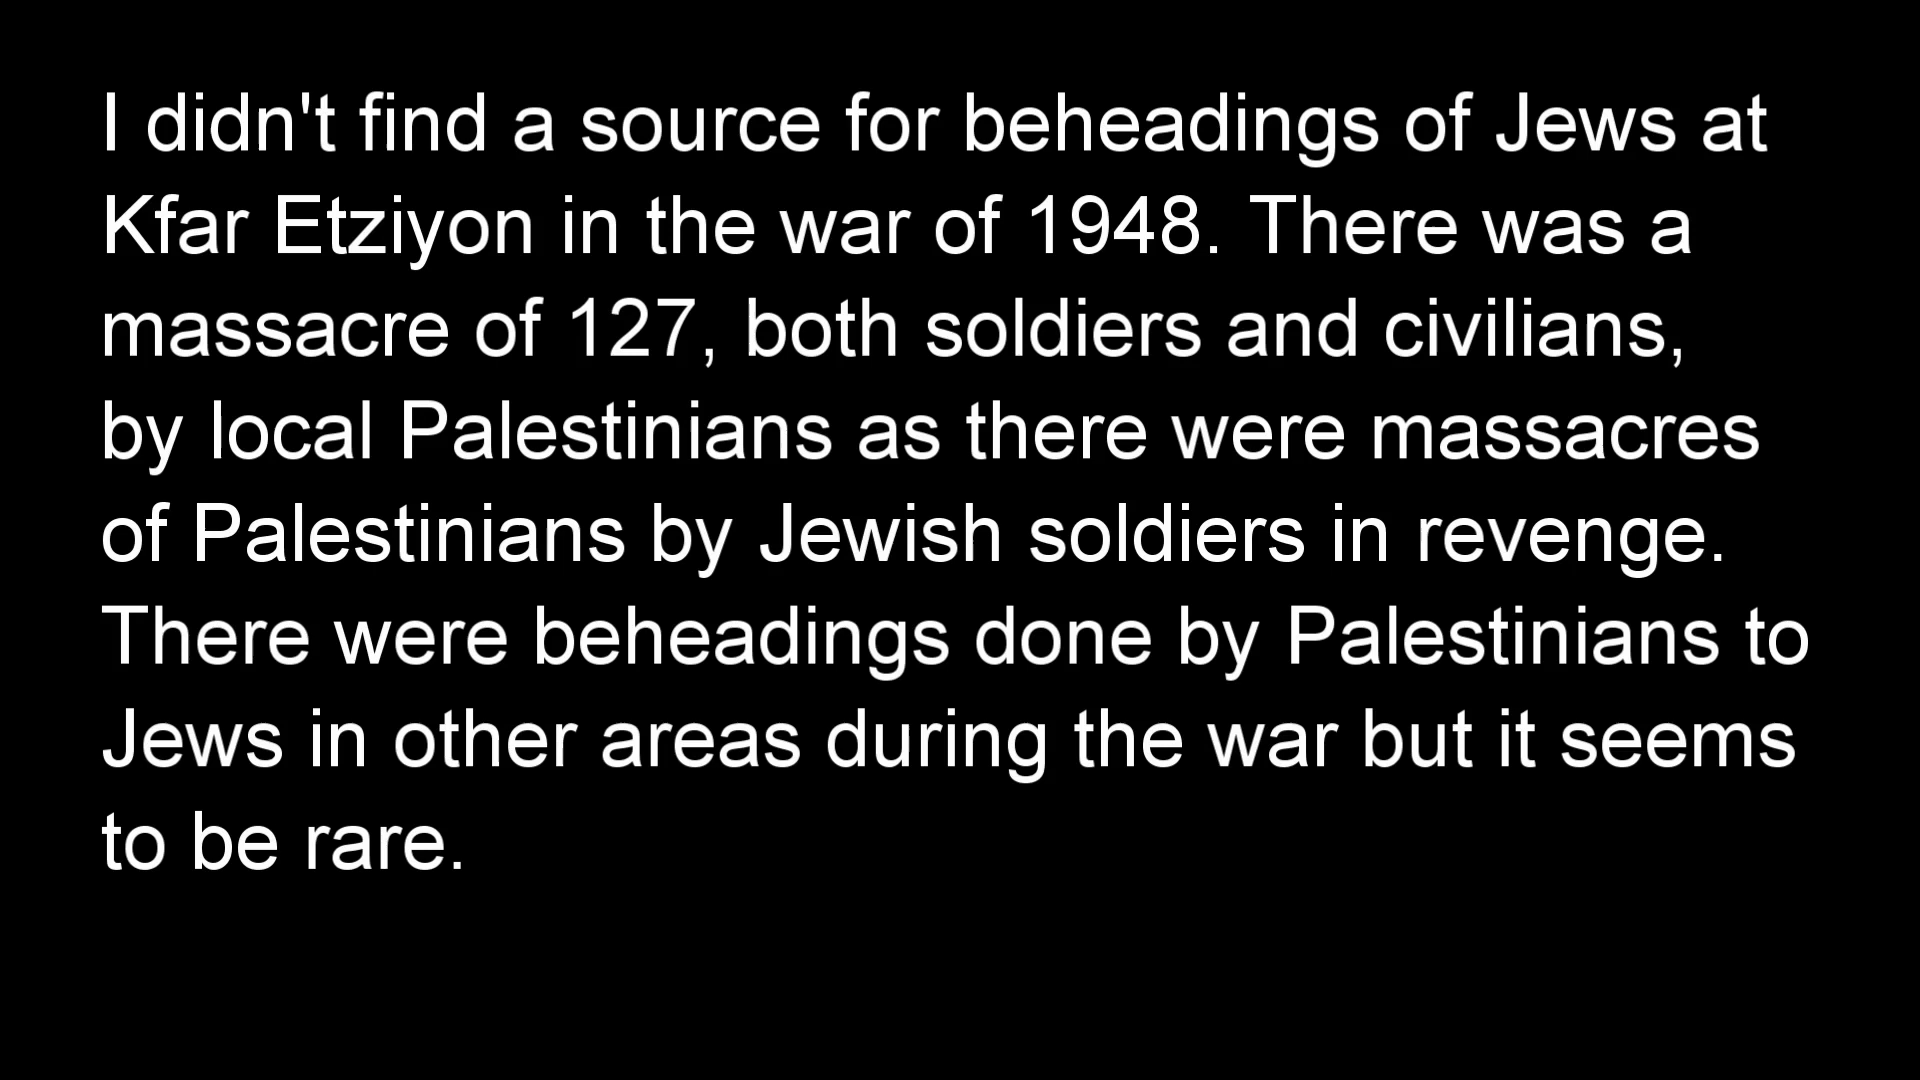 I didn't find a source for beheadings of Jews at
Kfar Etziyon in the war of 1948. There was a
massacre of 127, both soldiers and civilians,
by local Palestinians as there were massacres
of Palestinians by Jewish soldiers in revenge.
There were beheadings done by Palestinians to
Jews in other areas during the war but it seems
to be rare.